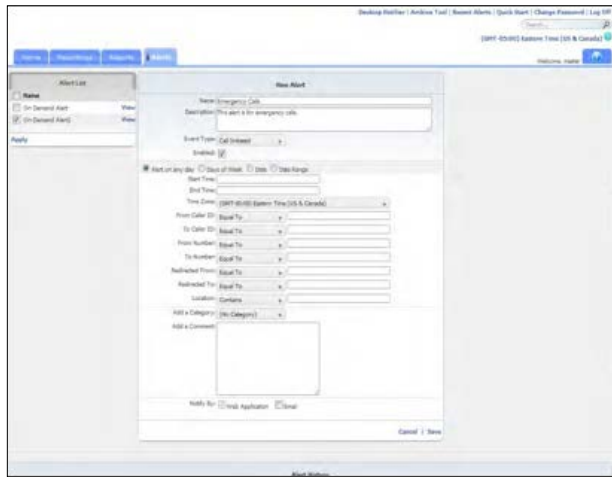 Desktop Notifier | Archive Tool | Recent Alerts | Quick Start | Change Password | Log Off
Search...
(GMT -05:00) Eastern Time (US & Canada)
Home
Recordings
Reports
Alerts
Welcome,
Alert List
Name
On Demand Alert View
On Demand Alert2 View
Apply
New Alert
Name: Emergency Calls
Description: This alert is for emergency calls.
Event Type: Call Initiated
Enabled:
Alert on any day Days of Week Date Date Range
Start Time:
End Time:
Time Zone: (GMT-05:00) Eastern Time (US & Canada)
From Caller ID: Equal To
To Caller ID: Equal To
From Number: Equal To
To Number: Equal To
Redirected From: Equal To
Redirected To: Equal To
Location: Contains
Add a Category: (No Category)
Add a Comment:
Notify By: Web Application Email
Cancel | Save
Alert History